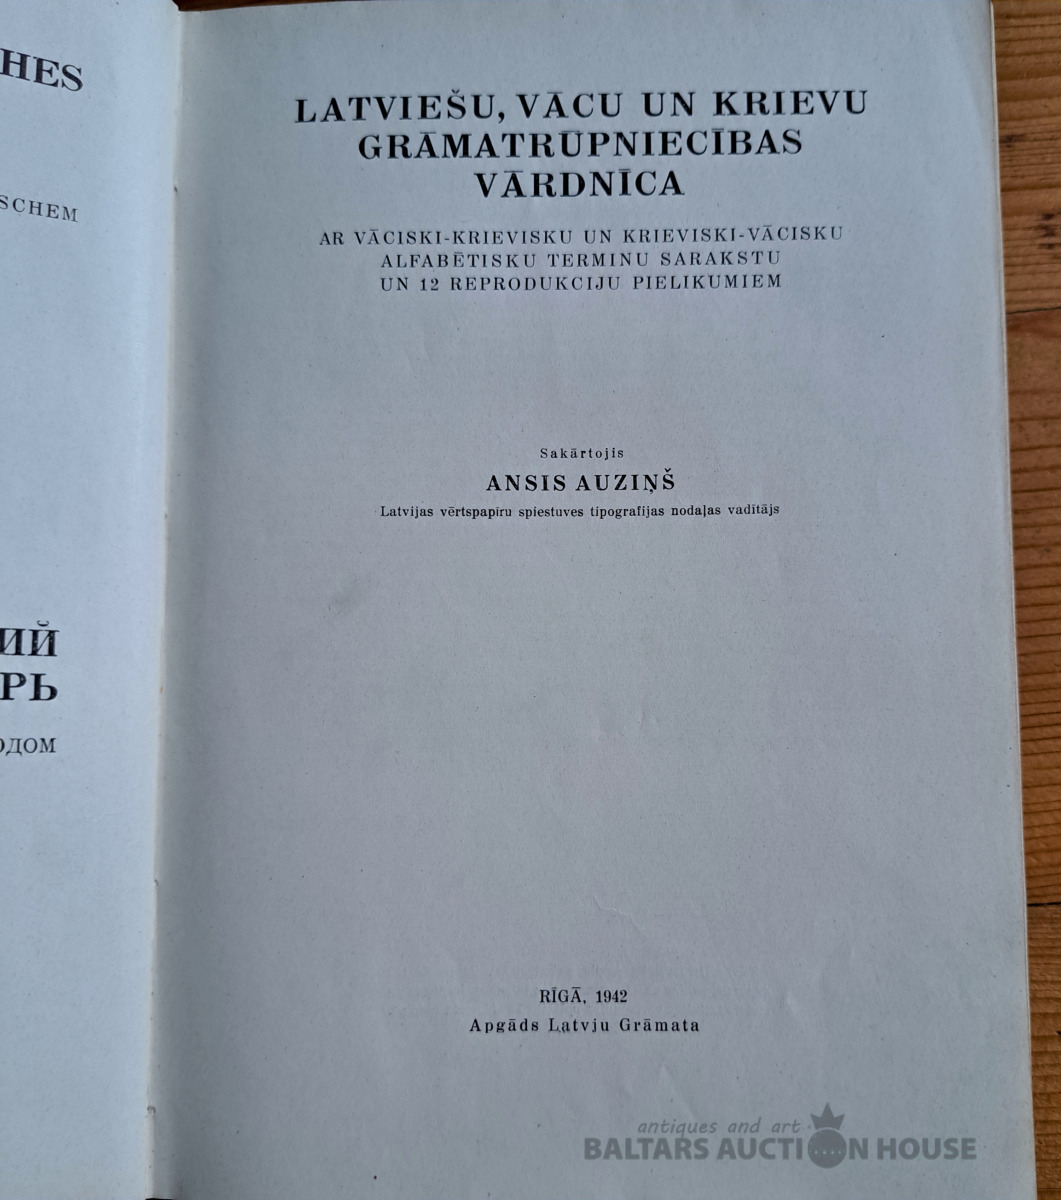 HES
SCHEM
ИЙ
РЬ
ОДОМ
LATVIEŠU, VĀCU UN KRIEVU
GRĀMATRŪPNIECĪBAS
VĀRDNĪCA
AR VĀCISKI-KRIEVISKU UN KRIEVISKI-VĀCISKU
ALFABĒTISKU TERMINU SARAKSTU
UN 12 REPRODUKCIJU PIELIKUMIEM
Sakārtojis
ANSIS AUZIŅŠ
Latvijas vērtspapīru spiestuves tipografijas nodaļas vadītājs
RĪGĀ, 1942
Apgāds Latvju Grāmata
antiques and art
BALTARS AUCTION HOUSE